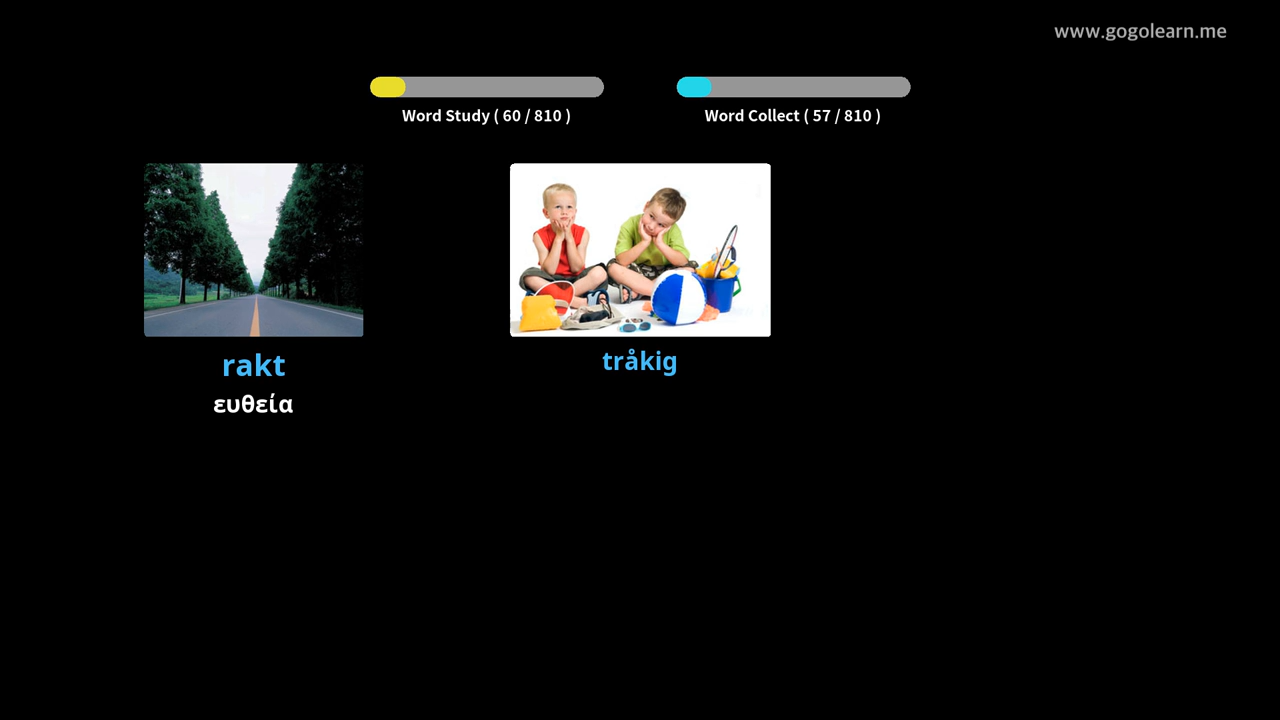 www.gogolearn.me
Word Study ( 60 / 810 )
Word Collect ( 57 / 810 )
rakt
ευθεία
tråkig